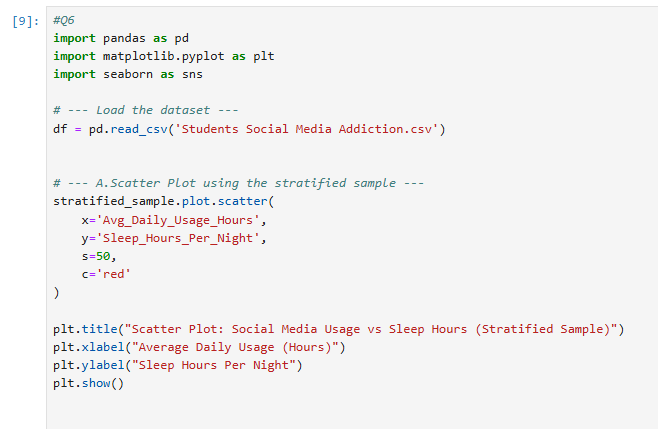 [9]: #Q6
import pandas as pd
import matplotlib.pyplot as plt
import seaborn as sns
# --- Load the dataset ---
df = pd.read_csv('Students Social Media Addiction.csv')
# --- A.Scatter Plot using the stratified sample ---
stratified_sample.plot.scatter(
    x='Avg_Daily_Usage_Hours',
    y='Sleep_Hours_Per_Night',
    s=50,
    c='red'
)
plt.title("Scatter Plot: Social Media Usage vs Sleep Hours (Stratified Sample)")
plt.xlabel("Average Daily Usage (Hours)")
plt.ylabel("Sleep Hours Per Night")
plt.show()